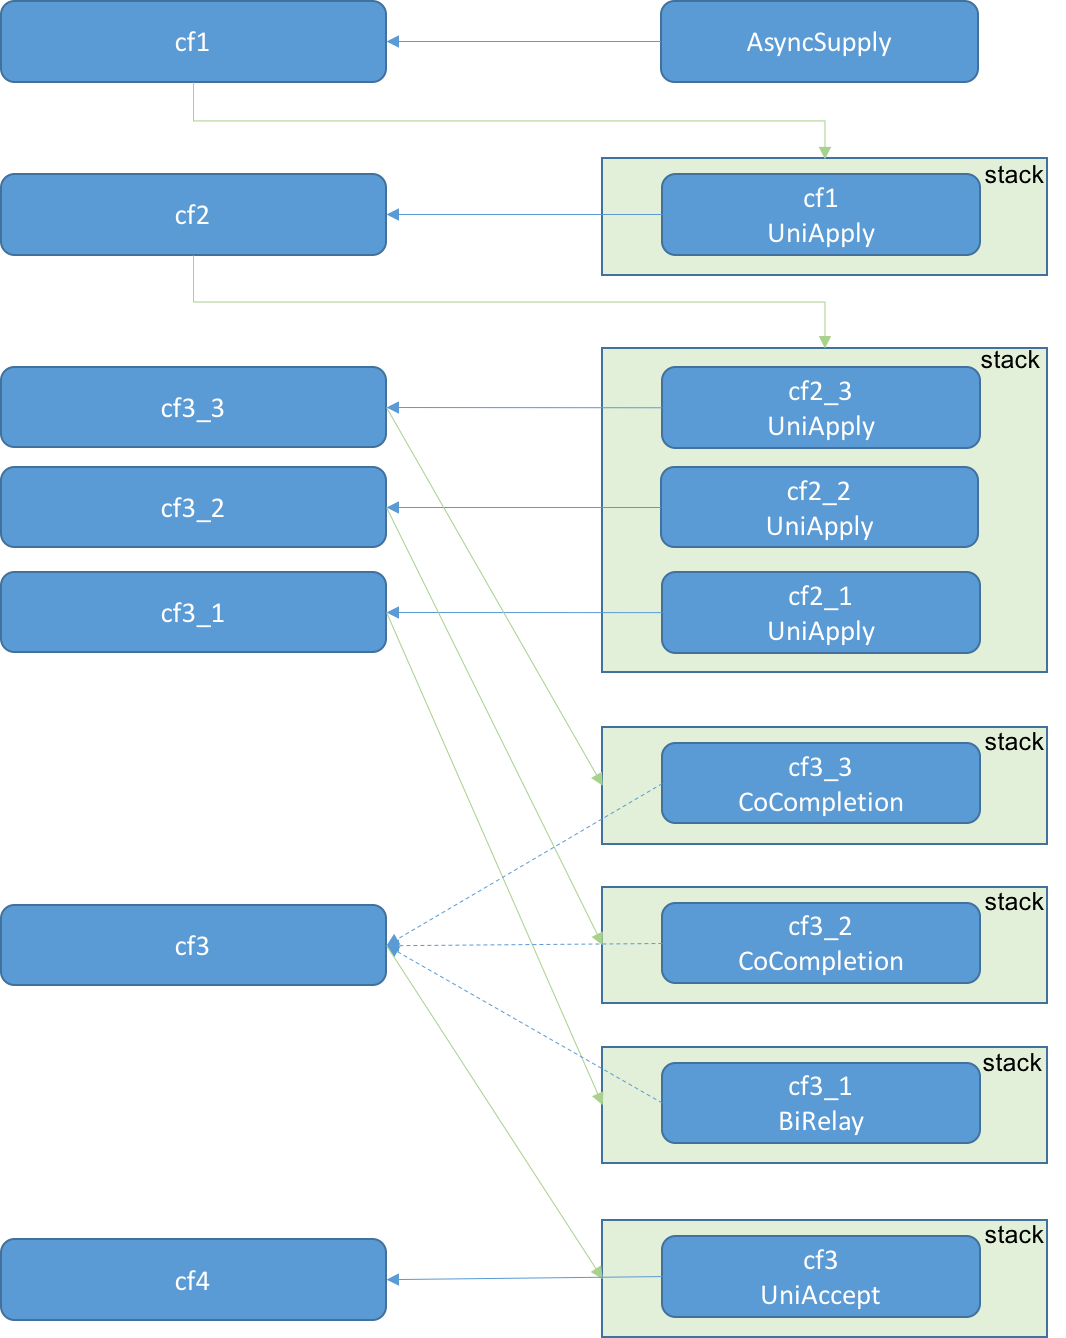 cf1
AsyncSupply
stack
cf2
cf1
UniApply
stack
cf3_3
cf2_3
UniApply
cf3_2
cf2_2
UniApply
cf3_1
cf2_1
UniApply
stack
cf3_3
CoCompletion
stack
cf3
cf3_2
CoCompletion
stack
cf3_1
BiRelay
stack
cf4
cf3
UniAccept